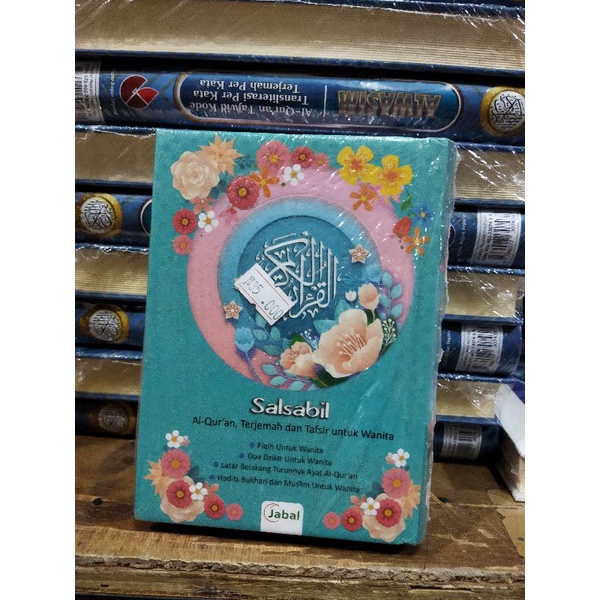 ALWASIM
Al-Qur'an Tajwid Kode
Transliterasi Per Kata
Terjemah Per Kata
القرآن الكريم
Salsabil
Al-Qur'an, Terjemah dan Tafsir untuk Wanita
Fiqih Untuk Wanita
Doa Dzikir Untuk Wanita
Latar Belakang Turunnya Ayat Al-Qur'an
Hadits Bukhari dan Muslim Untuk Wanita
Jabal